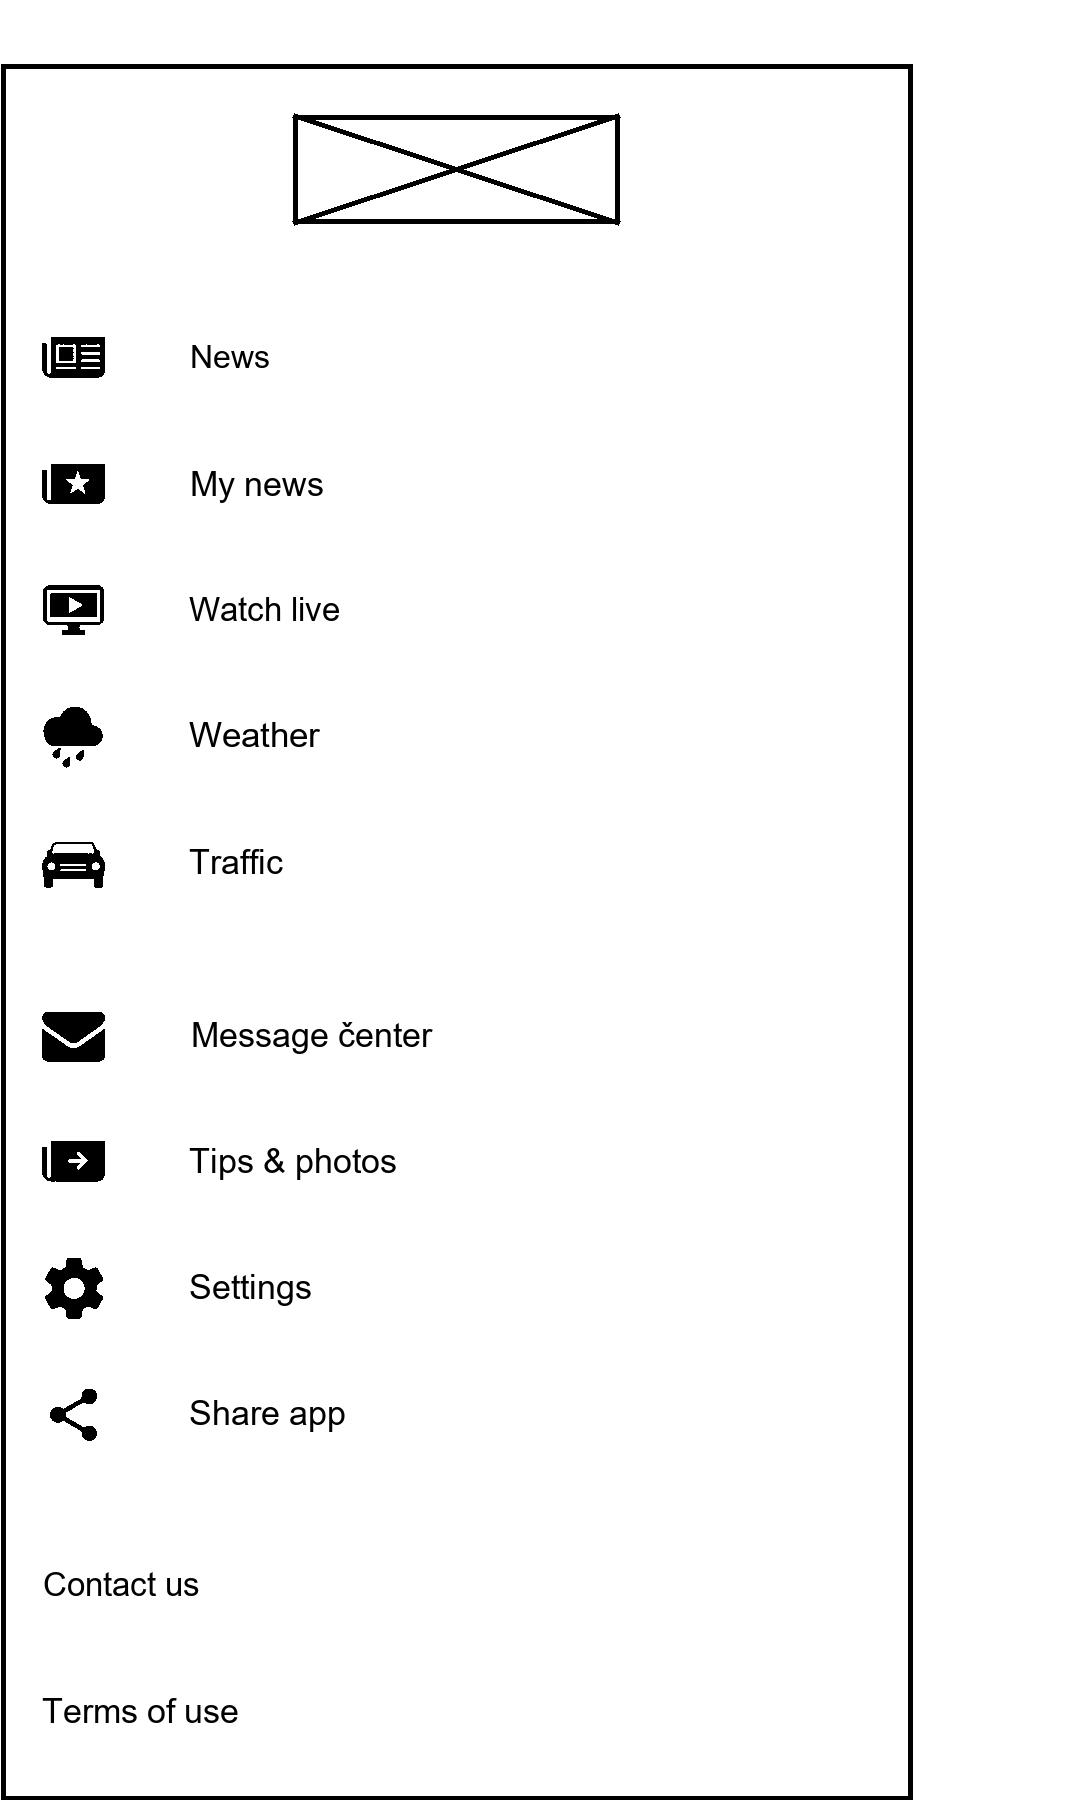 News
My news
Watch live
Weather
Traffic
Message čenter
Tips & photos
Settings
Share app
Contact us
Terms of use